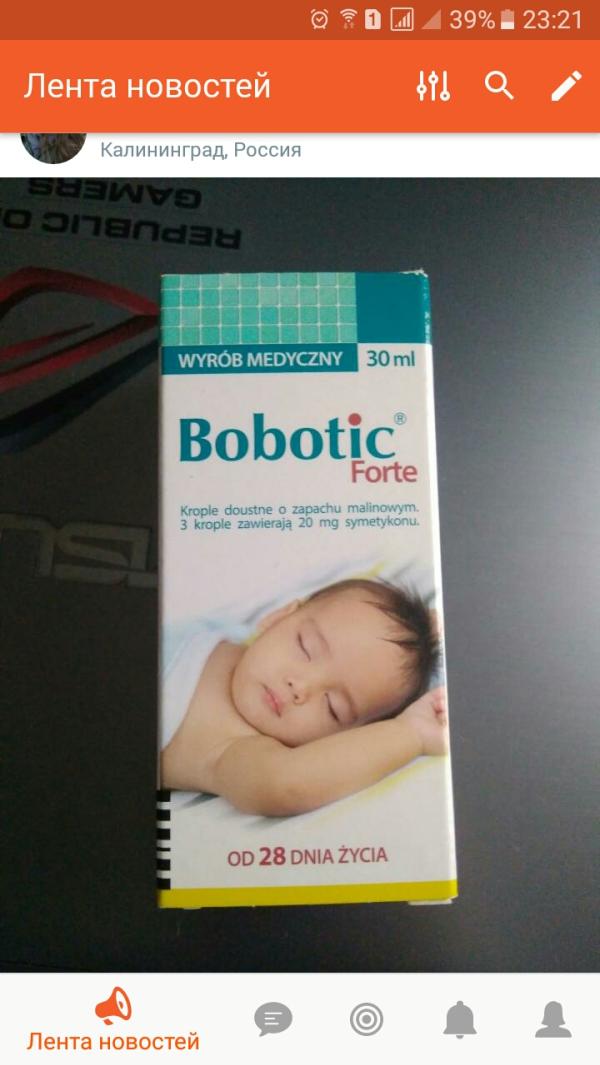 39% 23:21
Лента новостей
Калининград, Россия
REPUBLIC OF
GAMERS
WYRÓB MEDYCZNY 30 ml
Bobotic®
Forte
Krople doustne o zapachu malinowym.
3 krople zawierają 20 mg symetykonu.
OD 28 DNIA ŻYCIA
Лента новостей